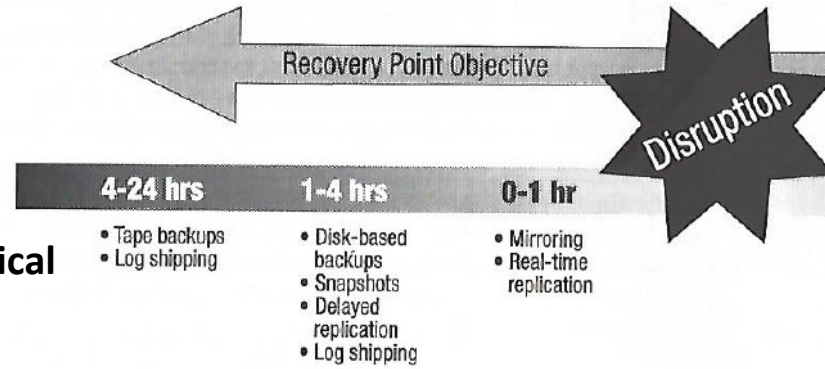 Recovery Point Objective
Disruption
4-24 hrs
1-4 hrs
0-1 hr
• Tape backups
• Log shipping
• Disk-based
backups
• Snapshots
• Delayed
replication
• Log shipping
• Mirroring
• Real-time
replication
ical